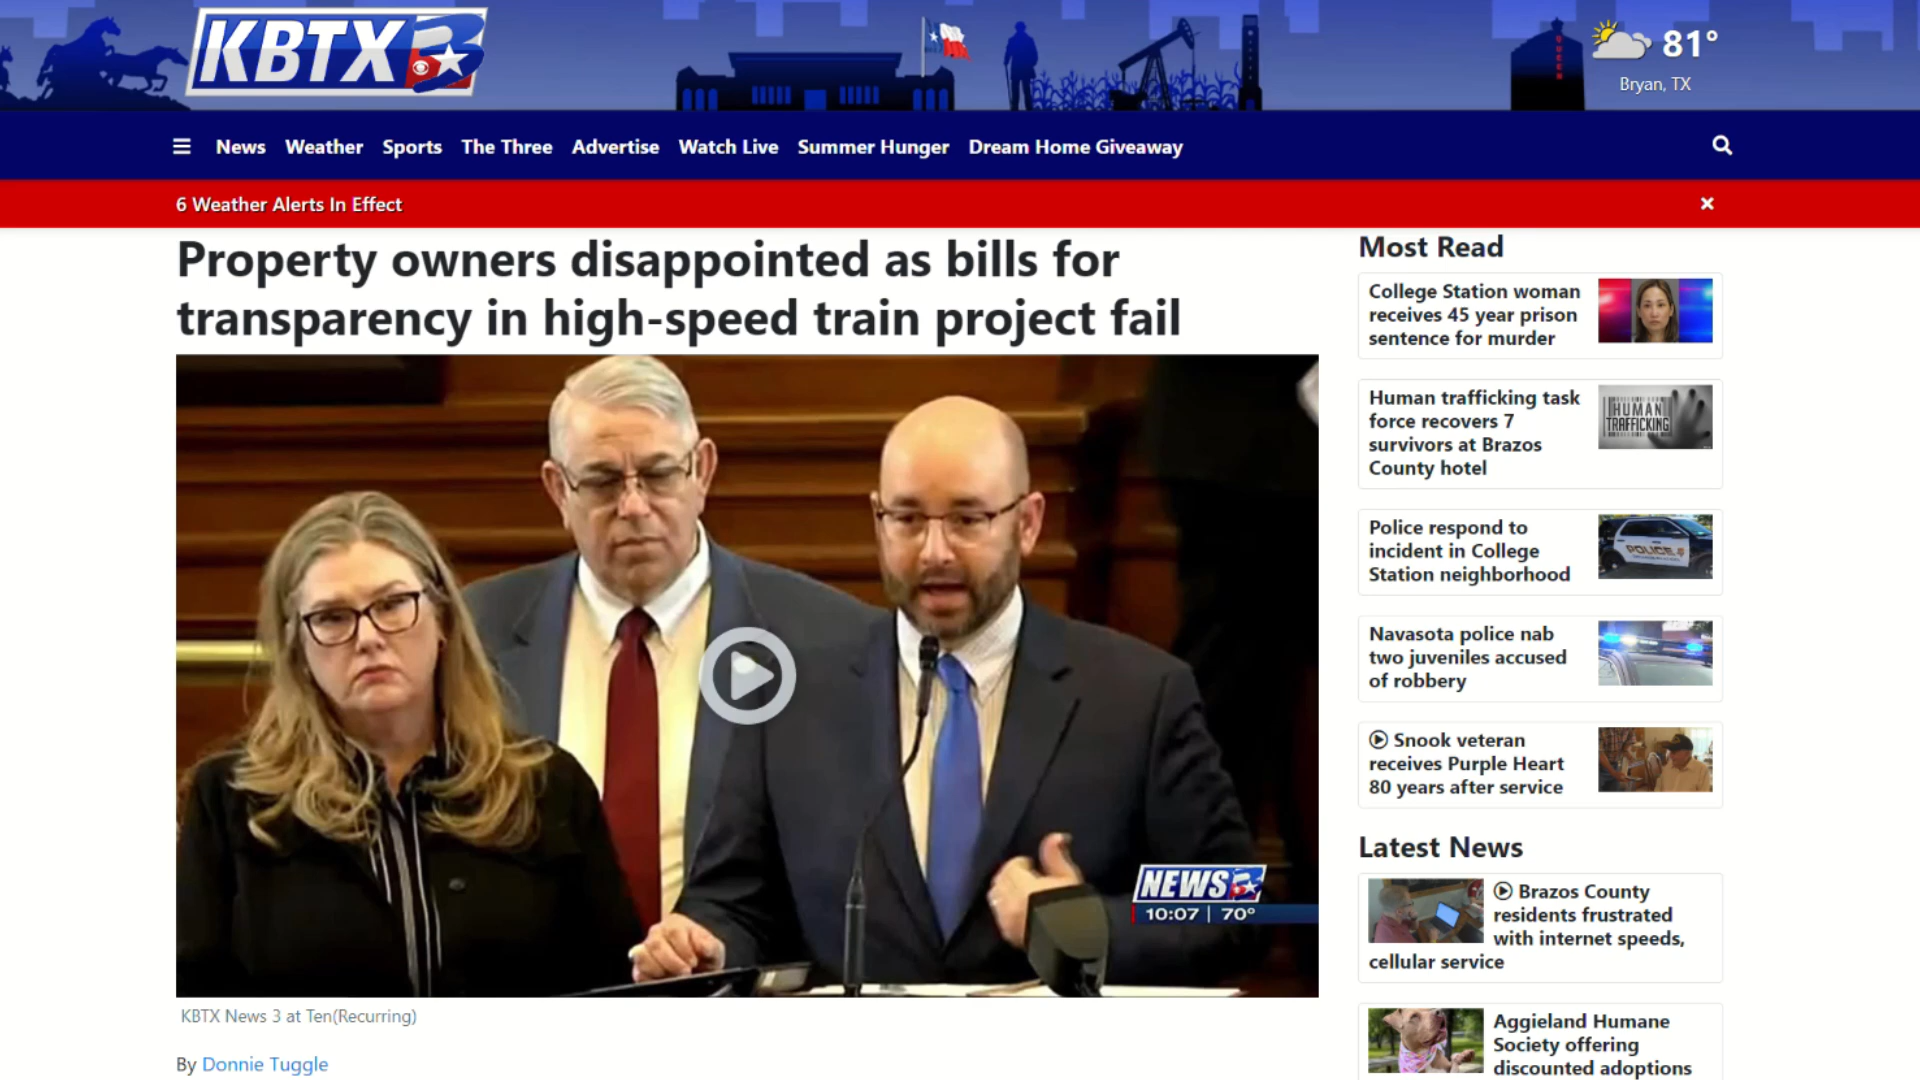 KBTX
QUEEN
81°
Bryan, TX
News Weather Sports The Three Advertise Watch Live Summer Hunger Dream Home Giveaway
6 Weather Alerts In Effect
Property owners disappointed as bills for
transparency in high-speed train project fail
NEWS
10:07 | 70°
KBTX News 3 at Ten(Recurring)
By Donnie Tuggle
Most Read
College Station woman
receives 45 year prison
sentence for murder
Human trafficking task
force recovers 7
survivors at Brazos
County hotel
HUMAN
TRAFFICKING
Police respond to
incident in College
Station neighborhood
POLICE
Navasota police nab
two juveniles accused
of robbery
Snook veteran
receives Purple Heart
80 years after service
Latest News
Brazos County
residents frustrated
with internet speeds,
cellular service
Aggieland Humane
Society offering
discounted adoptions